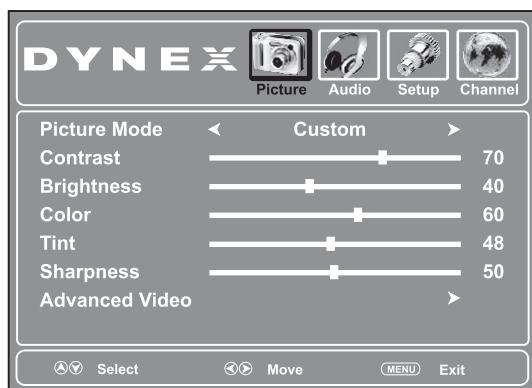 DYNEX
Picture Audio Setup Channel
Picture Mode Custom
Contrast 70
Brightness 40
Color 60
Tint 48
Sharpness 50
Advanced Video
Select Move MENU Exit